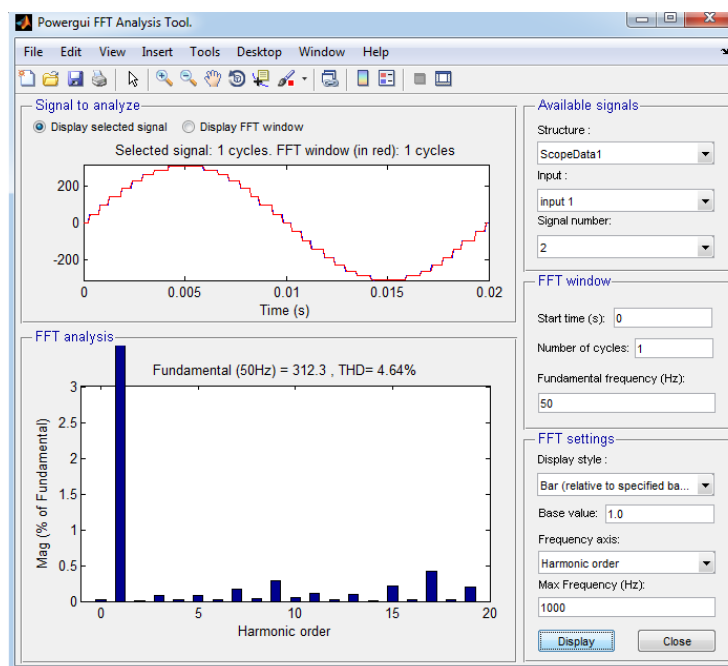 Powergui FFT Analysis Tool.
File Edit View Insert Tools Desktop Window Help
Signal to analyze
Display selected signal Display FFT window
Selected signal: 1 cycles. FFT window (in red): 1 cycles
200
0
-200
0 0.005 0.01 0.015 0.02
Time (s)
FFT analysis
Fundamental (50Hz) = 312.3 , THD= 4.64%
3
2.5
2
1.5
1
0.5
0
Mag (% of Fundamental)
0 5 10 15 20
Harmonic order
Available signals
Structure :
ScopeData1
Input :
input 1
Signal number:
2
FFT window
Start time (s): 0
Number of cycles: 1
Fundamental frequency (Hz):
50
FFT settings
Display style :
Bar (relative to specified ba...
Base value: 1.0
Frequency axis:
Harmonic order
Max Frequency (Hz):
1000
Display Close